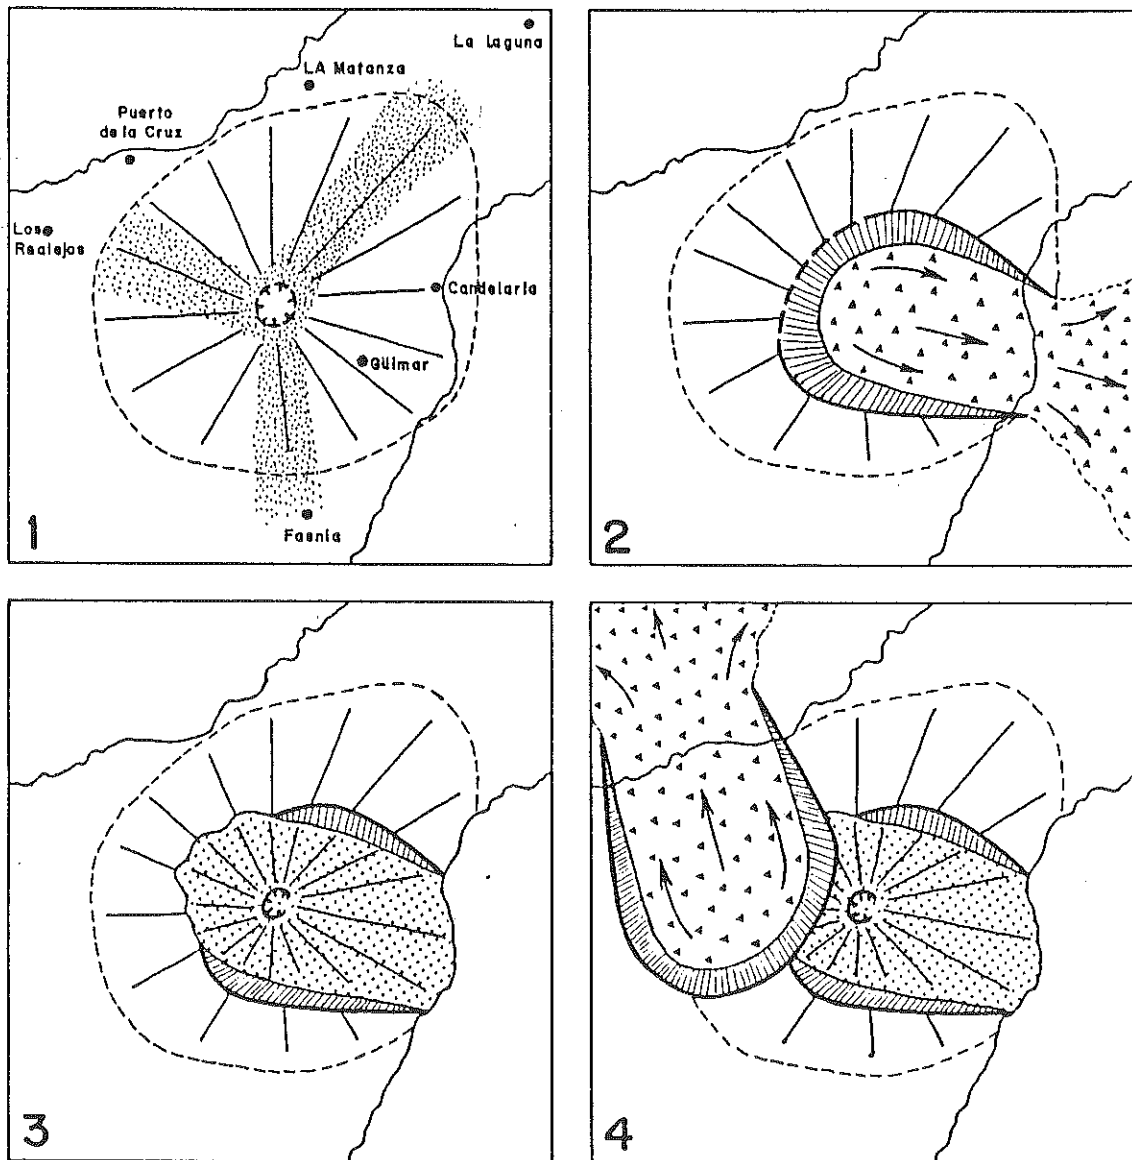 La laguna
LA Matanza
Puerto
de la Cruz
Los
Realejos
Candelaria
Güimar
Fasnia
1
2
3
4